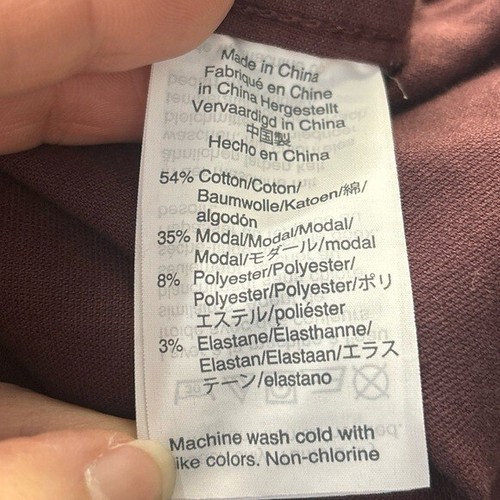 Made in China
Fabriqué en Chine
in China Hergestellt
Vervaardigd in China
中国製
Hecho en China
54% Cotton/Coton/
Baumwolle/Katoen/綿/
algodón
35% Modal/Modal/Modal/
Modal/モダール/modal
8% Polyester/Polyester/
Polyester/Polyester/ポリ
エステル/poliéster
3% Elastane/Elasthanne/
Elastan/Elastaan/エラス
テーン/elastano
Machine wash cold with
like colors. Non-chlorine